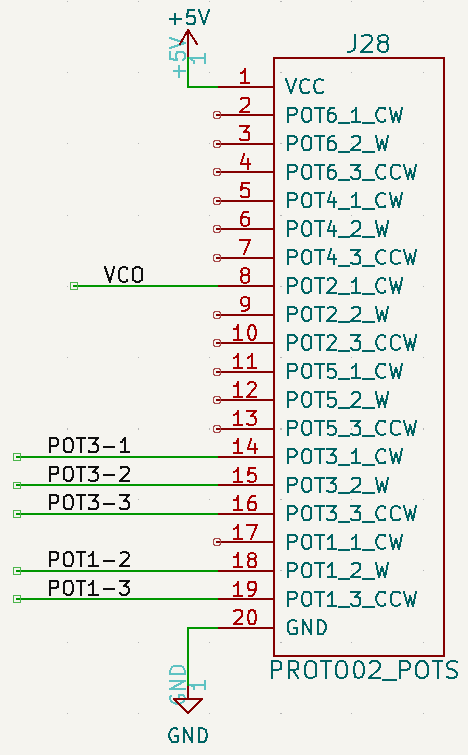 +5V
+5V
1
J28
1 VCC
2 POT6_1_CW
3 POT6_2_W
4 POT6_3_CCW
5 POT4_1_CW
6 POT4_2_W
7 POT4_3_CCW
VCO 8 POT2_1_CW
9 POT2_2_W
10 POT2_3_CCW
11 POT5_1_CW
12 POT5_2_W
13 POT5_3_CCW
POT3-1 14 POT3_1_CW
POT3-2 15 POT3_2_W
POT3-3 16 POT3_3_CCW
17 POT1_1_CW
POT1-2 18 POT1_2_W
POT1-3 19 POT1_3_CCW
20 GND
GND
1
PROTO02_POTS
GND